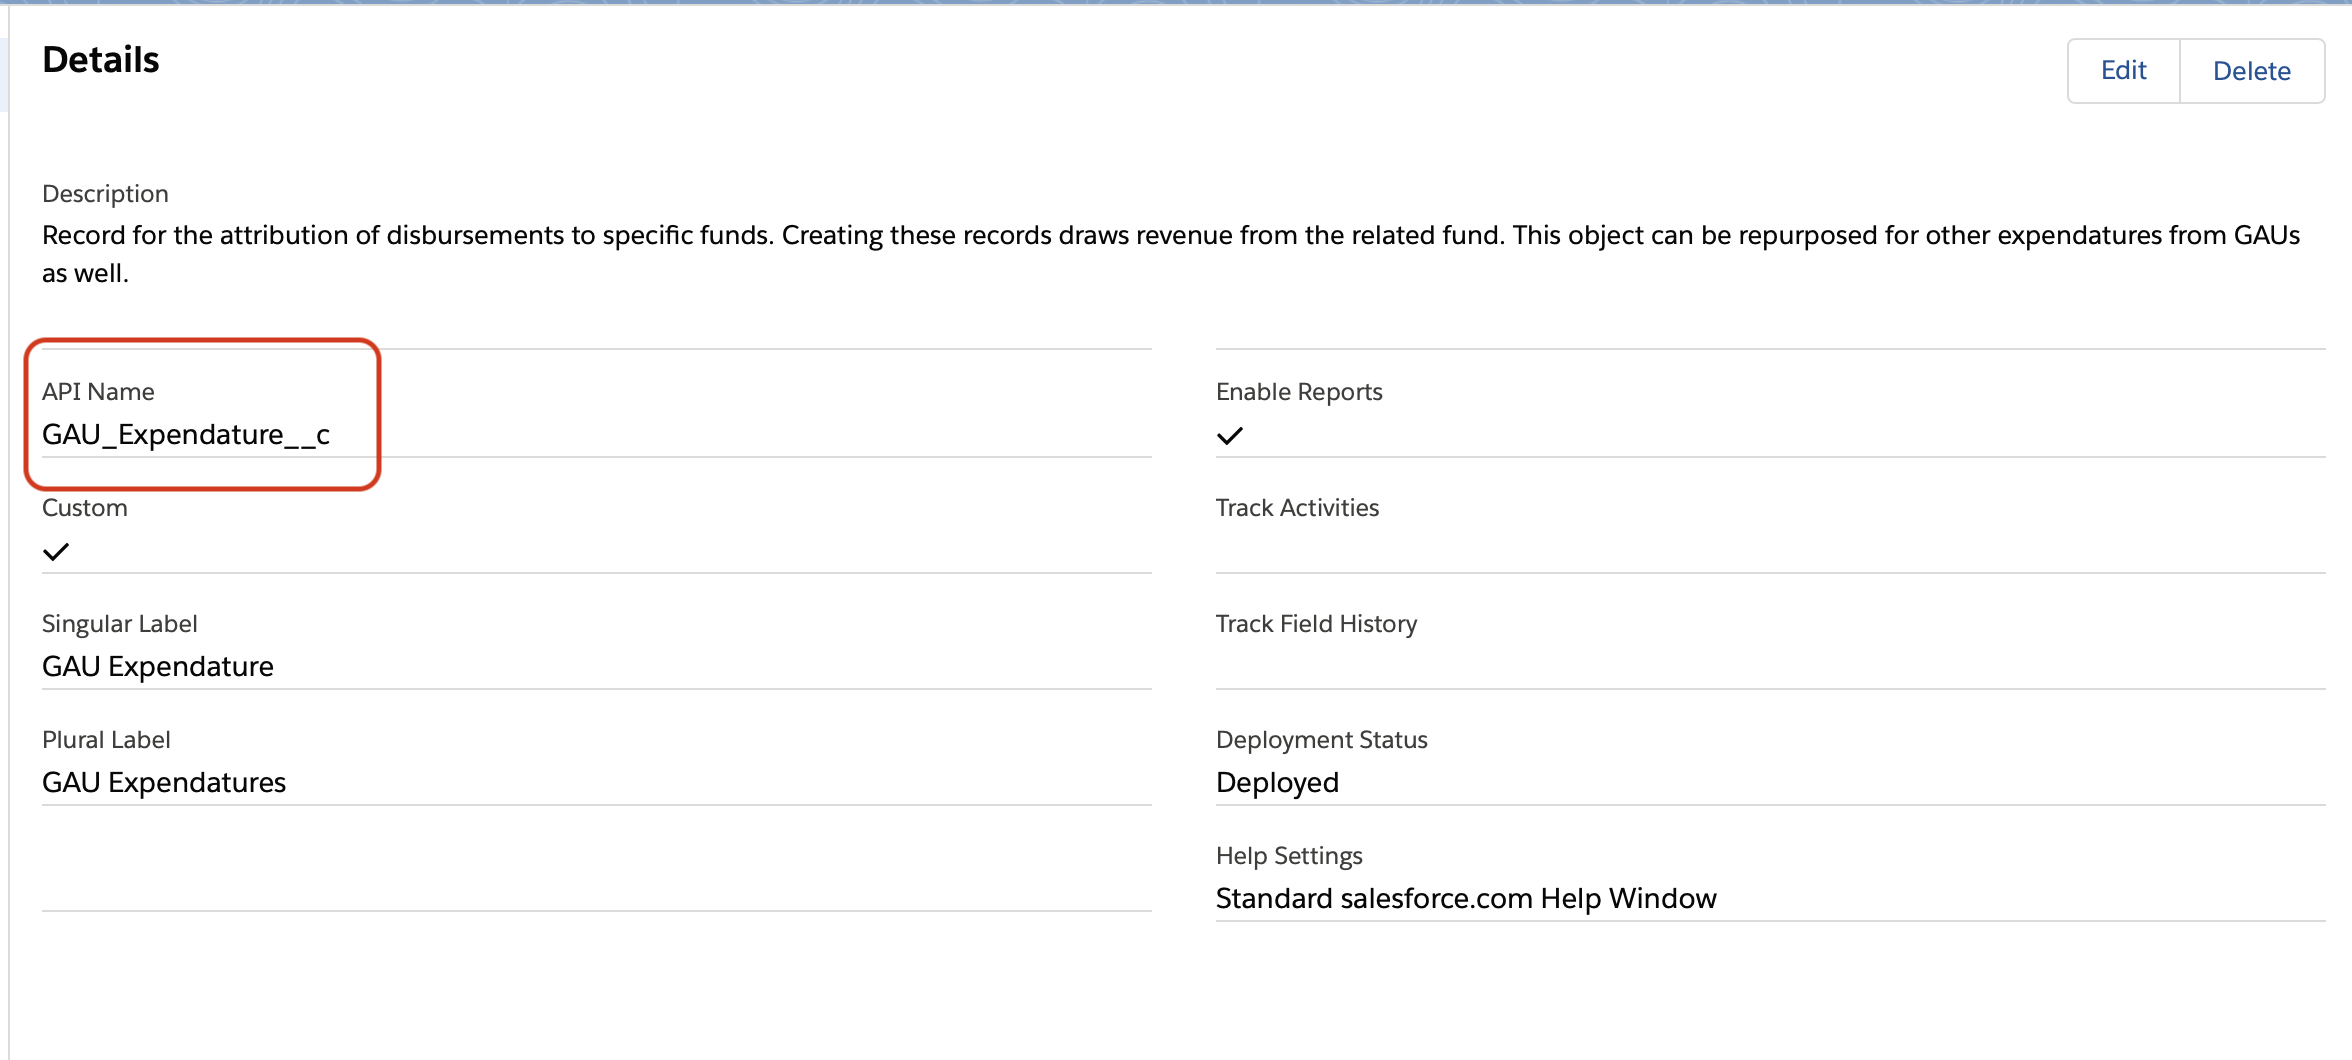 Details
Edit
Delete
Description
Record for the attribution of disbursements to specific funds. Creating these records draws revenue from the related fund. This object can be repurposed for other expendatures from GAUs
as well.
API Name
GAU_Expendature__c
Enable Reports
Custom
Track Activities
Singular Label
GAU Expendature
Track Field History
Plural Label
GAU Expendatures
Deployment Status
Deployed
Help Settings
Standard salesforce.com Help Window